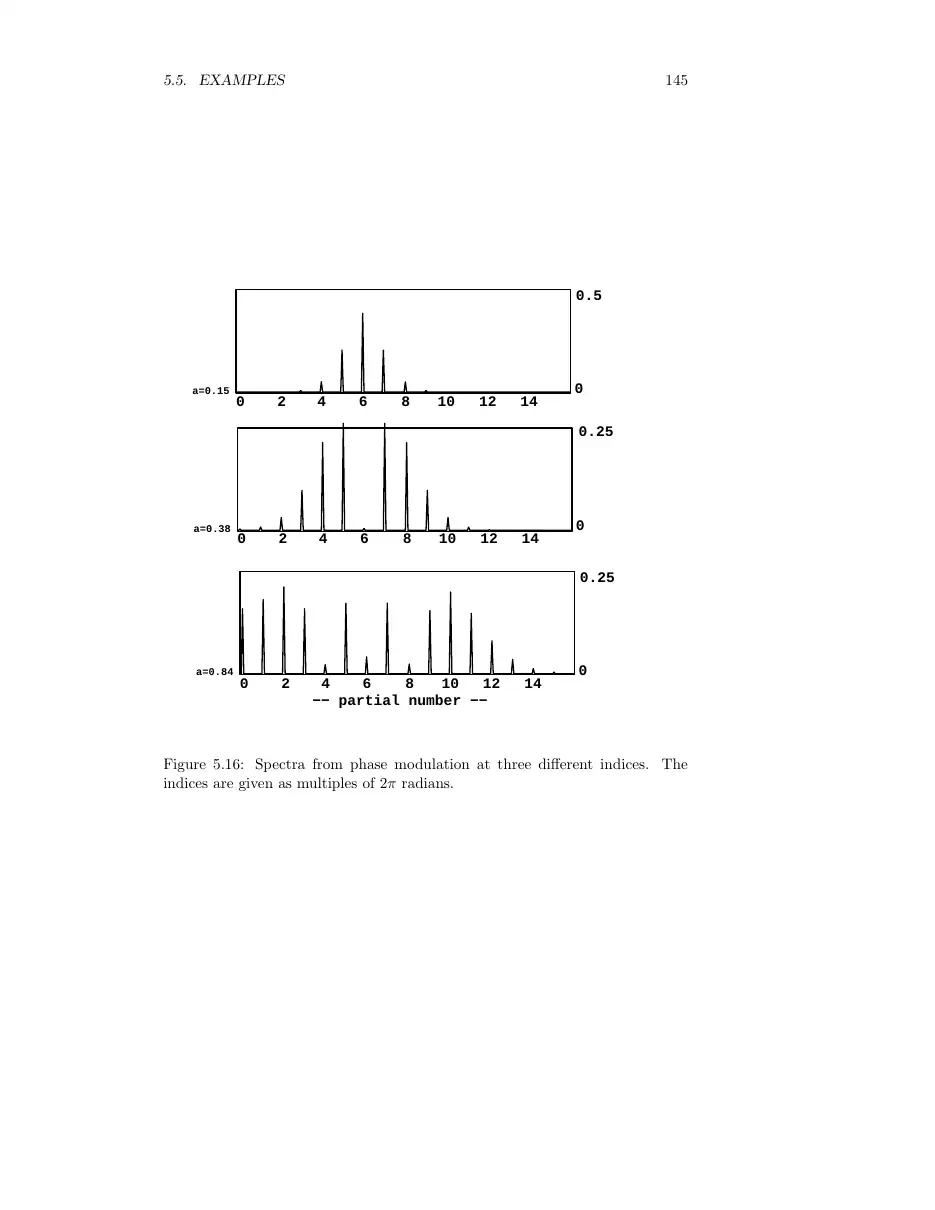 5.5. EXAMPLES 145
0.5
a=0.15 0
0 2 4 6 8 10 12 14
0.25
a=0.38 0
0 2 4 6 8 10 12 14
0.25
a=0.84 0
0 2 4 6 8 10 12 14
−− partial number −−
Figure 5.16: Spectra from phase modulation at three different indices. The
indices are given as multiples of 2π radians.